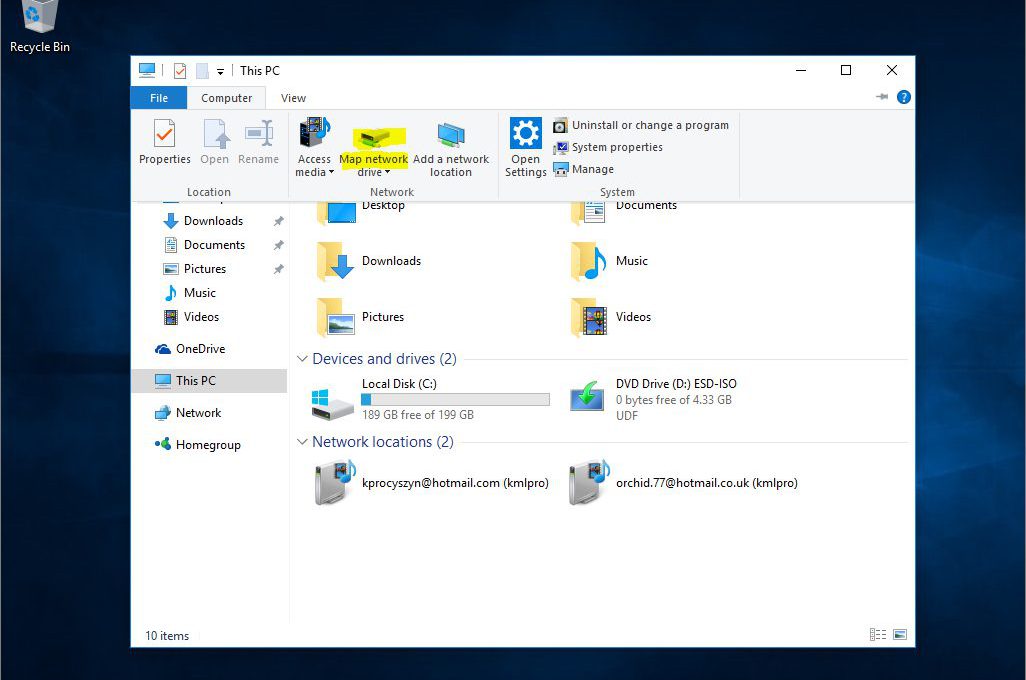 Recycle Bin
This PC
File
Computer
View
Properties
Open
Rename
Location
Access
media
Map network
drive
Add a network
location
Network
Open
Settings
Uninstall or change a program
System properties
Manage
System
Downloads
Documents
Pictures
Music
Videos
OneDrive
This PC
Network
Homegroup
Desktop
Documents
Downloads
Music
Pictures
Videos
Devices and drives (2)
Local Disk (C:)
189 GB free of 199 GB
DVD Drive (D:) ESD-ISO
0 bytes free of 4.33 GB
UDF
Network locations (2)
kprocyszyn@hotmail.com (kmlpro)
orchid.77@hotmail.co.uk (kmlpro)
10 items